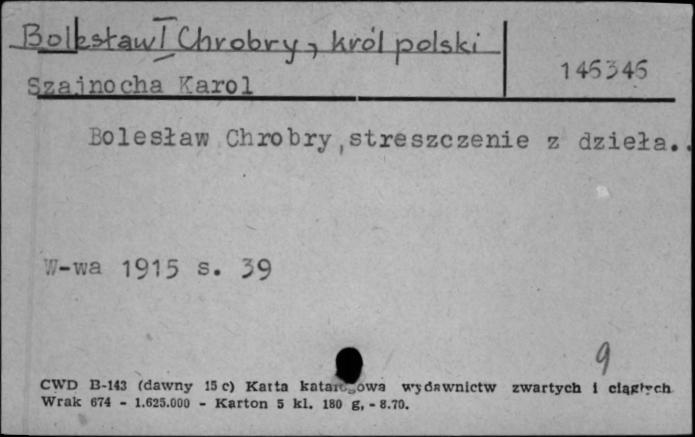 Bolesław I Chrobry, król polski
146346
Szajnocha Karol
Bolesław Chrobry, streszczenie z dzieła..
W-wa 1915 s. 39
9
CWD B-143 (dawny 15 c) Karta katalogowa wydawnictw zwartych i ciągłych
Wrak 674 - 1.625.000 - Karton 5 kl. 180 g, - 8.70.